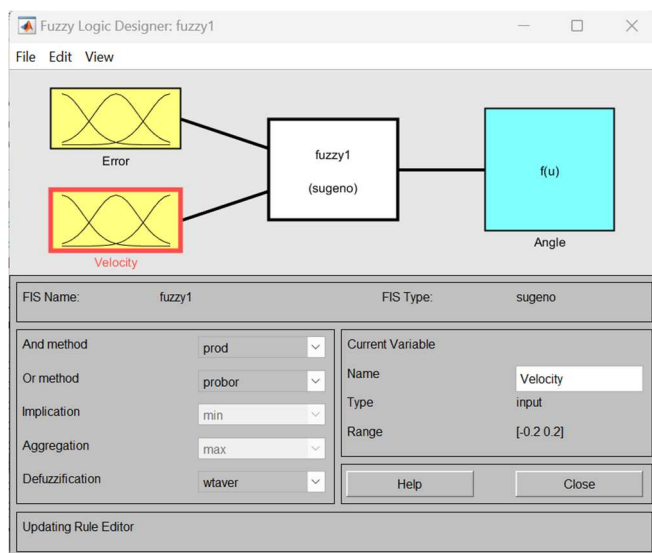 Fuzzy Logic Designer: fuzzy1
File Edit View
Error
Velocity
fuzzy1
(sugeno)
f(u)
Angle
FIS Name: fuzzy1 FIS Type: sugeno
And method prod
Or method probor
Implication min
Aggregation max
Defuzzification wtaver
Current Variable
Name Velocity
Type input
Range [-0.2 0.2]
Help Close
Updating Rule Editor